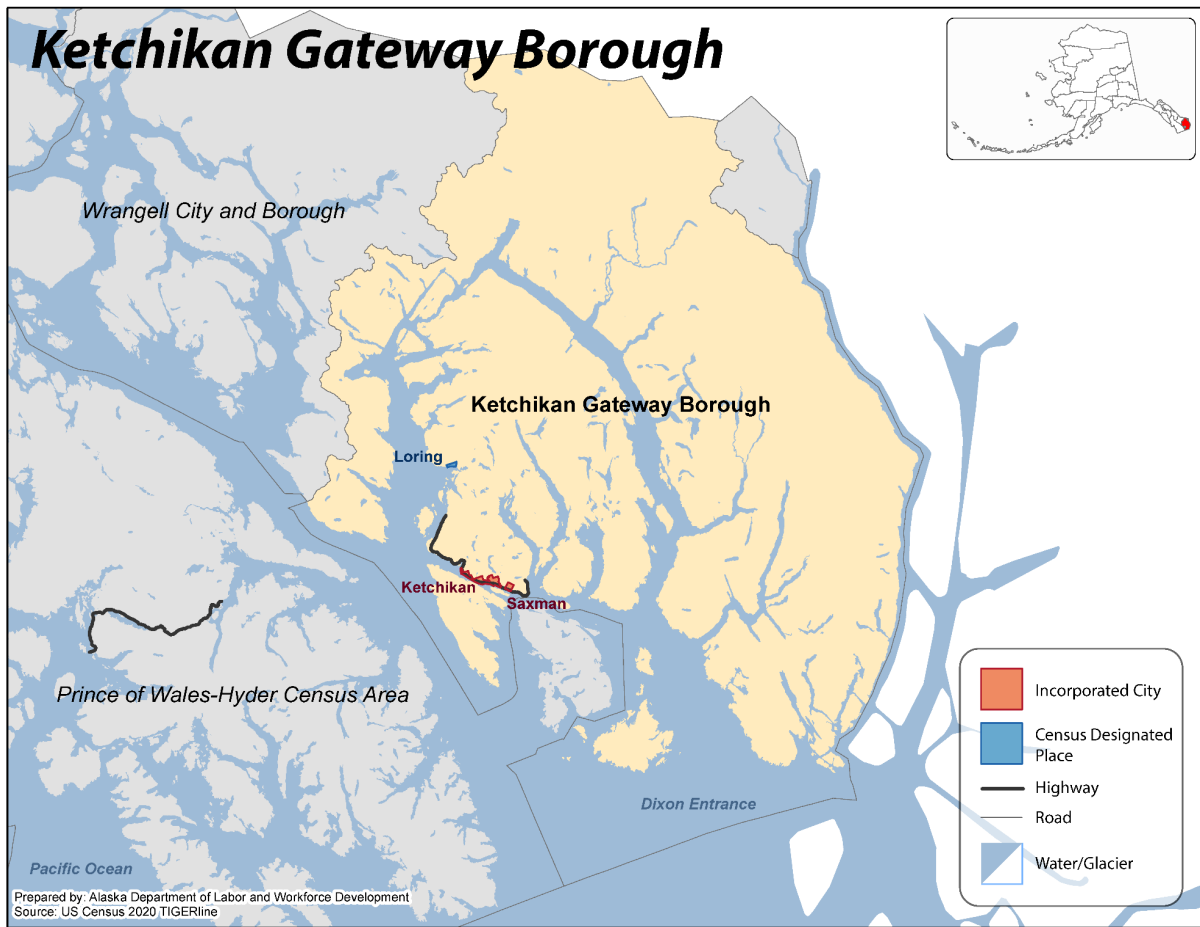 Ketchikan Gateway Borough
Wrangell City and Borough
Ketchikan Gateway Borough
Loring
Ketchikan
Saxman
Prince of Wales-Hyder Census Area
Dixon Entrance
Pacific Ocean
Incorporated City
Census Designated
Place
Highway
Road
Water/Glacier
Prepared by: Alaska Department of Labor and Workforce Development
Source: US Census 2020 TIGERline